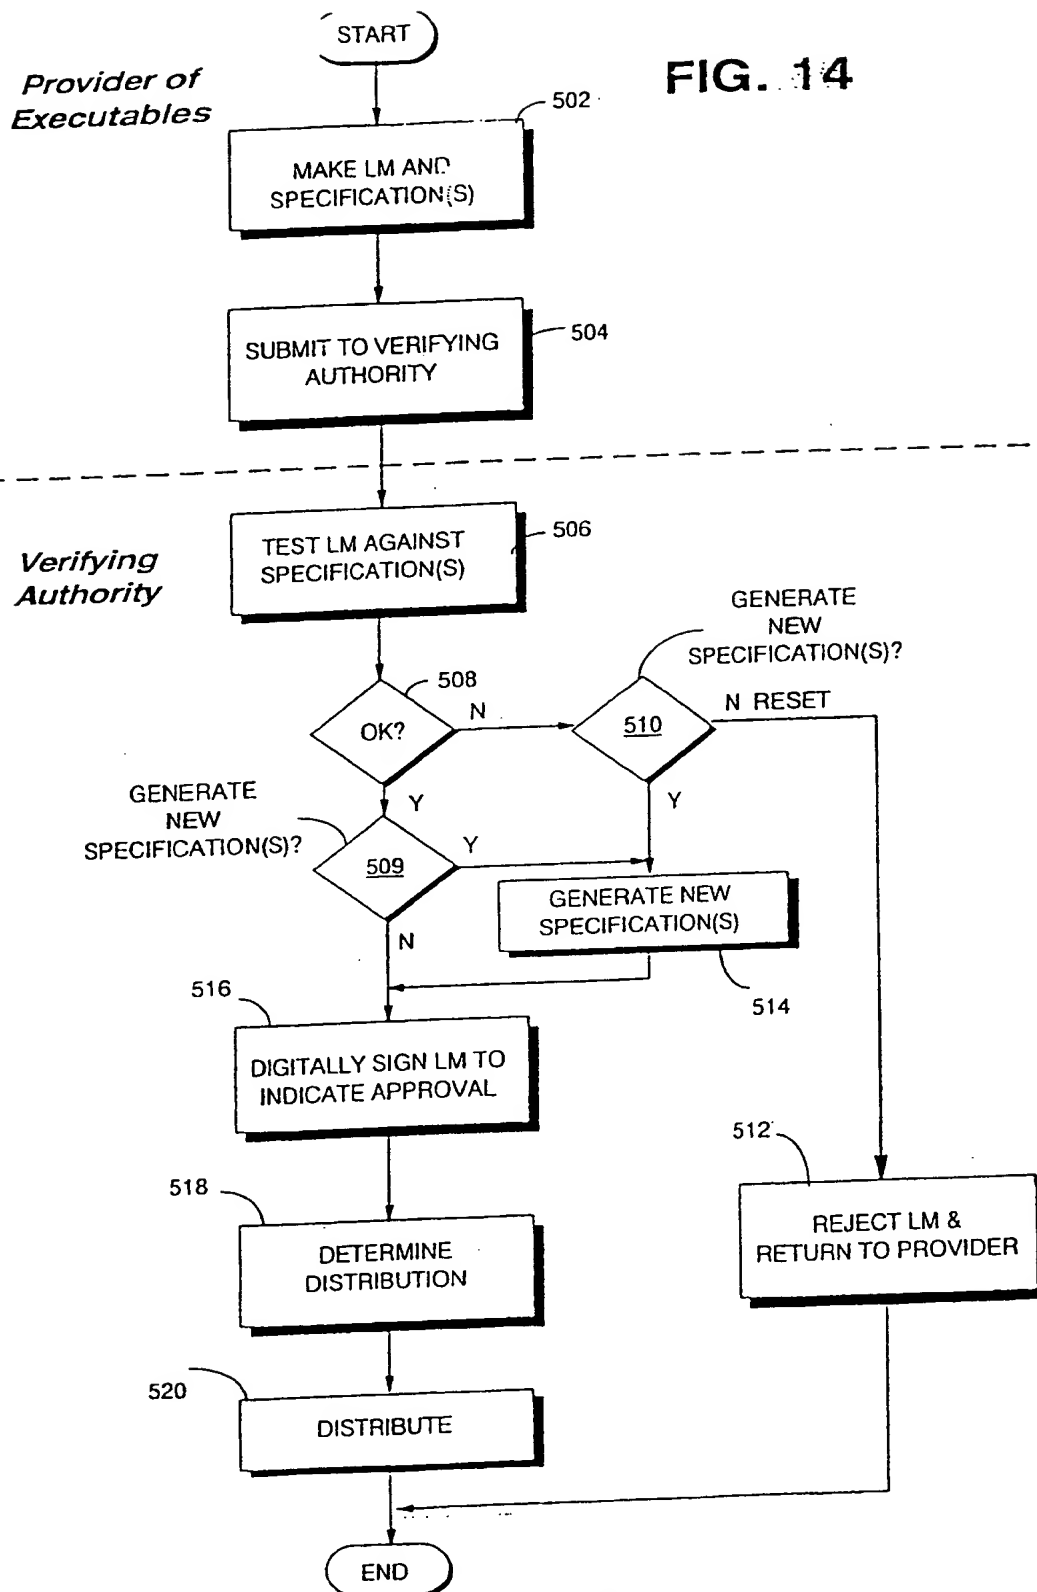 START
FIG. 14
Provider of
Executables
502
MAKE LM AND
SPECIFICATION(S)
504
SUBMIT TO VERIFYING
AUTHORITY
506
TEST LM AGAINST
SPECIFICATION(S)
Verifying
Authority
GENERATE
NEW
SPECIFICATION(S)?
508
OK?
N
510
N RESET
Y
Y
GENERATE
NEW
SPECIFICATION(S)?
509
Y
N
GENERATE NEW
SPECIFICATION(S)
514
516
DIGITALLY SIGN LM TO
INDICATE APPROVAL
512
REJECT LM &
RETURN TO PROVIDER
518
DETERMINE
DISTRIBUTION
520
DISTRIBUTE
END